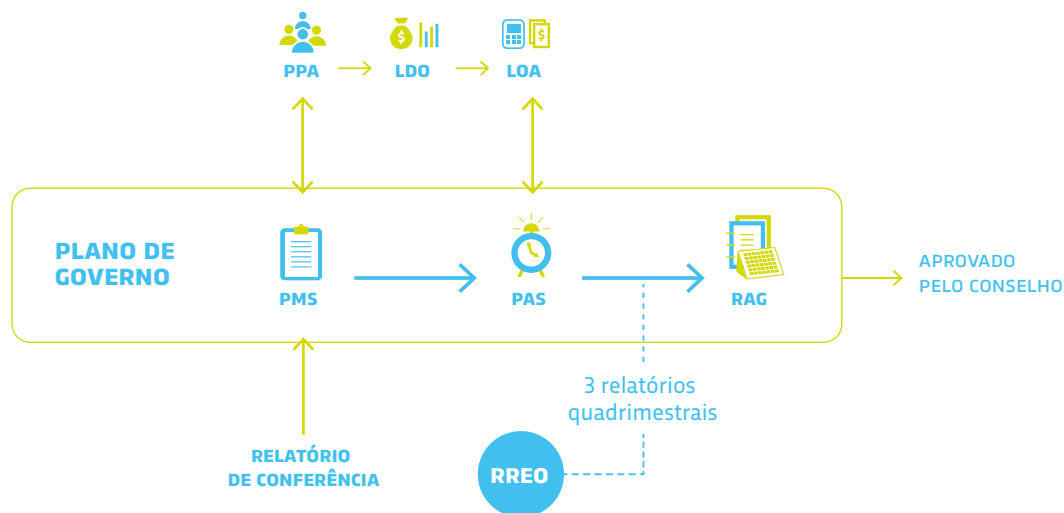 PPA
LDO
LOA
PLANO DE
GOVERNO
PMS
PAS
RAG
APROVADO
PELO CONSELHO
3 relatórios
quadrimestrais
RELATÓRIO
DE CONFERÊNCIA
RREO